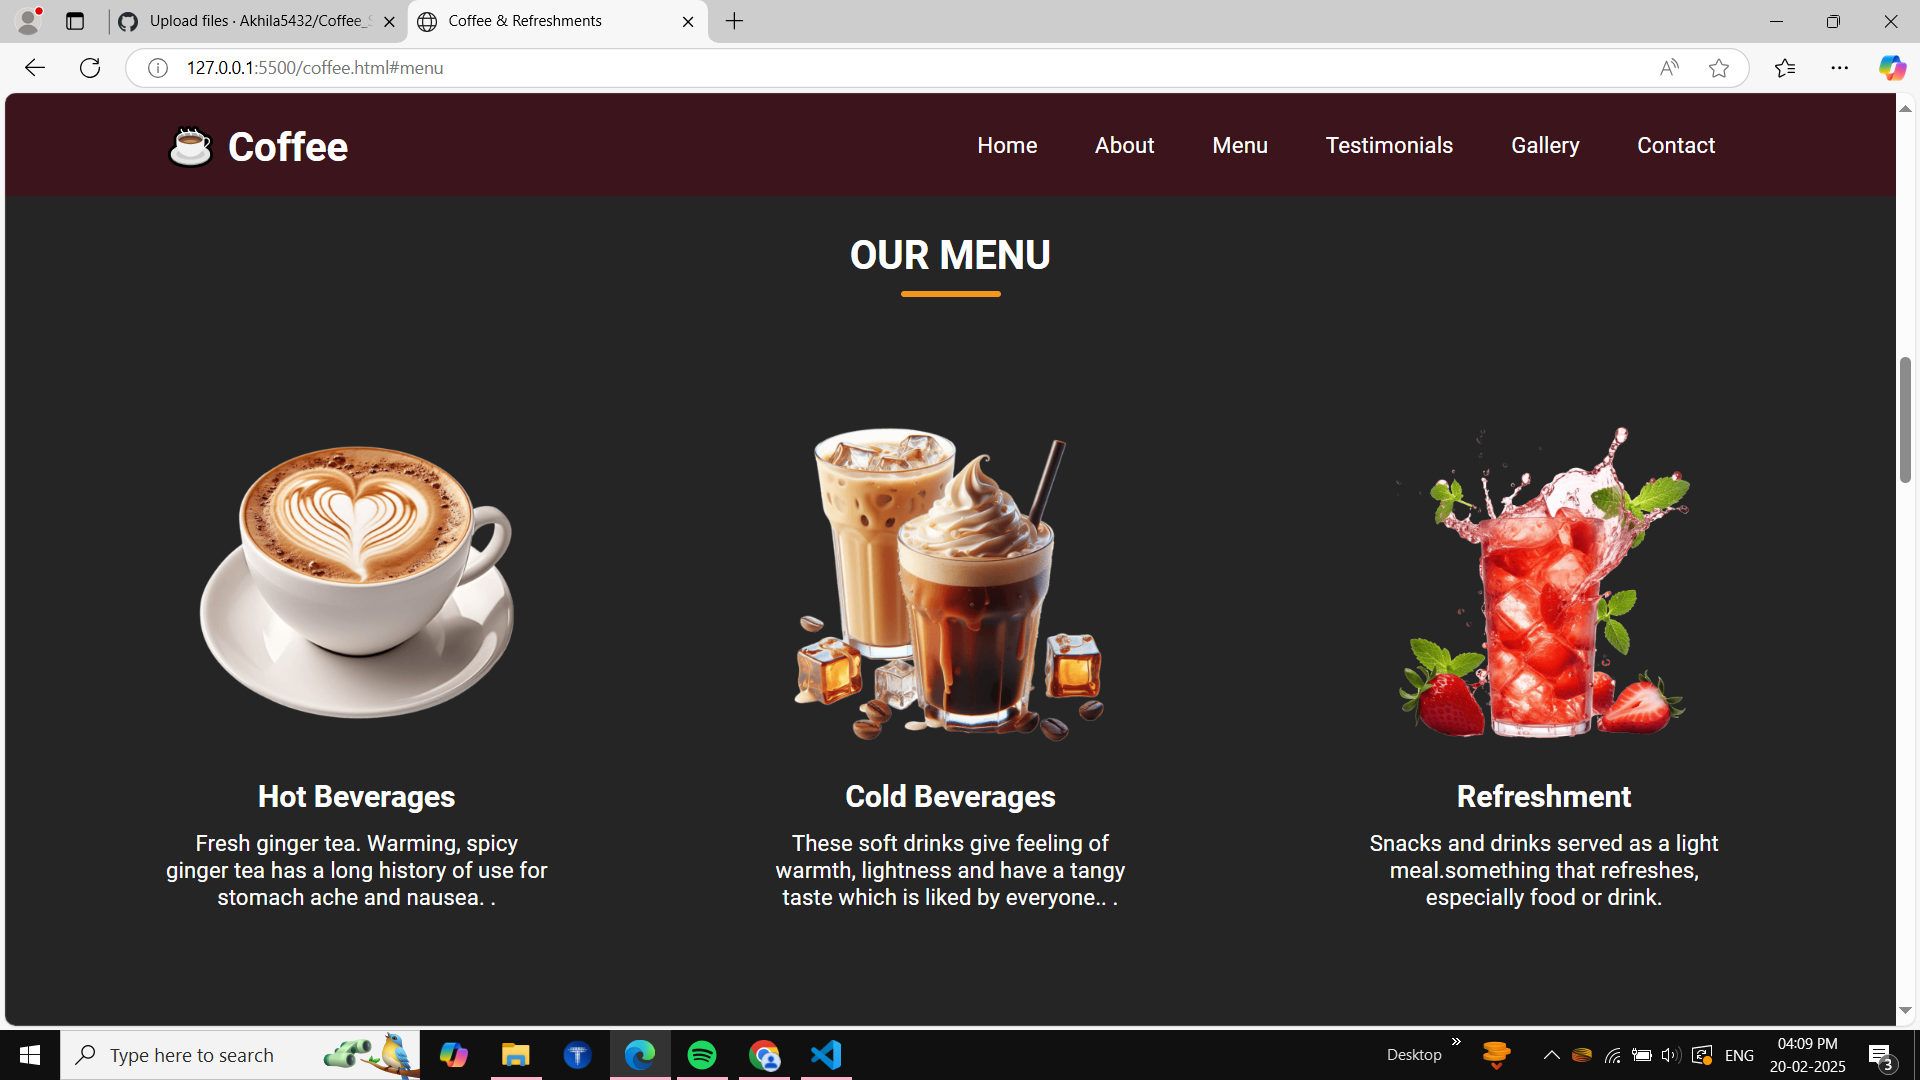 Upload files · Akhila5432/Coffee_S
Coffee & Refreshments
127.0.0.1:5500/coffee.html#menu
Coffee
Home
About
Menu
Testimonials
Gallery
Contact
OUR MENU
Hot Beverages
Fresh ginger tea. Warming, spicy
ginger tea has a long history of use for
stomach ache and nausea. .
Cold Beverages
These soft drinks give feeling of
warmth, lightness and have a tangy
taste which is liked by everyone.. .
Refreshment
Snacks and drinks served as a light
meal.something that refreshes,
especially food or drink.
Type here to search
Desktop
ENG
04:09 PM
20-02-2025
3